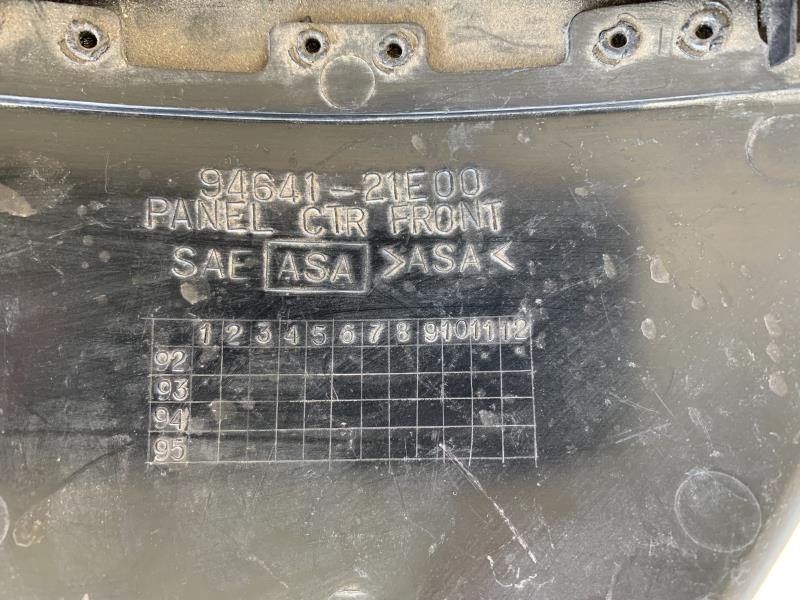 94641-21E00
PANEL CTR FRONT
SAE ASA >ASA<
1 2 3 4 5 6 7 8 9 10 11 12
92
93
94
95